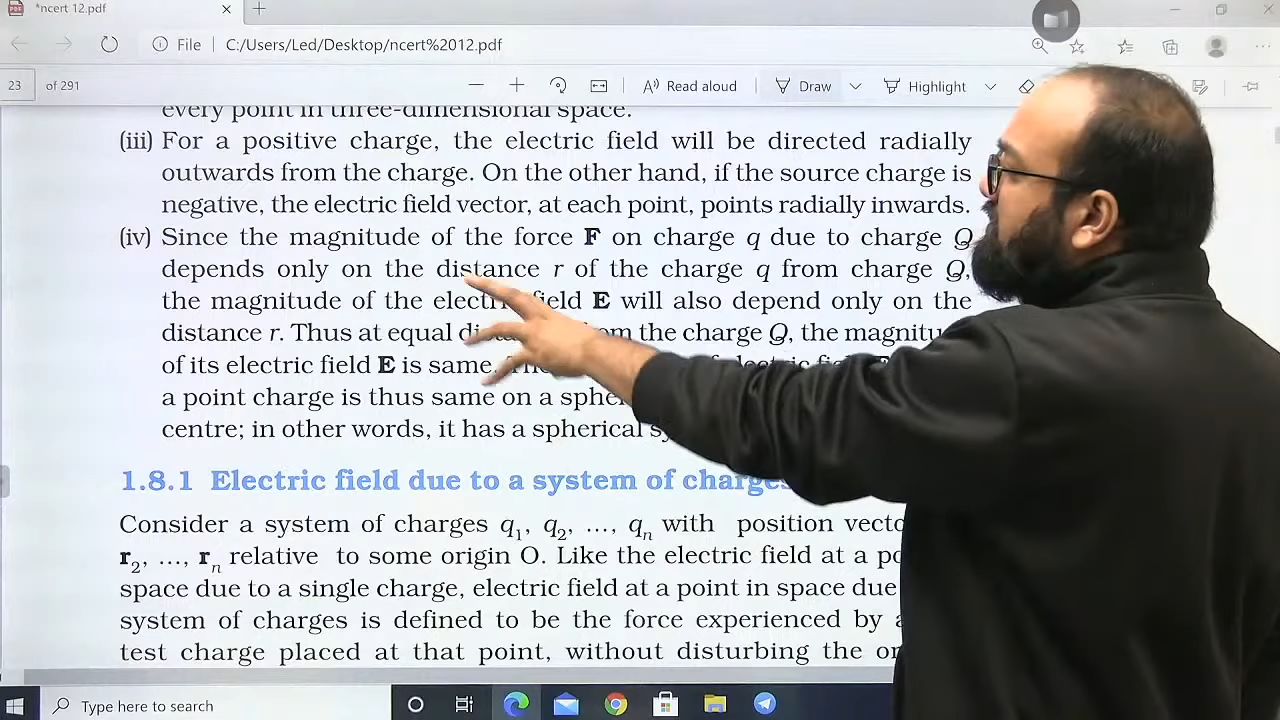 *ncert 12.pdf
File C:/Users/Led/Desktop/ncert%2012.pdf
23 of 291 Read aloud Draw Highlight
every point in three-dimensional space.
(iii) For a positive charge, the electric field will be directed radially
outwards from the charge. On the other hand, if the source charge is
negative, the electric field vector, at each point, points radially inwards.
(iv) Since the magnitude of the force F on charge q due to charge Q
depends only on the distance r of the charge q from charge Q,
the magnitude of the electric field E will also depend only on the
distance r. Thus at equal from the charge Q, the
of its electric field E is same. electric
a point charge is thus same on a
centre; in other words, it has a spherical
1.8.1 Electric field due to a system of charges
Consider a system of charges q1, q2, ..., qn with position
r2, ..., rn relative to some origin O. Like the electric field at a
space due to a single charge, electric field at a point in space due
system of charges is defined to be the force experienced by
test charge placed at that point, without disturbing the
Type here to search